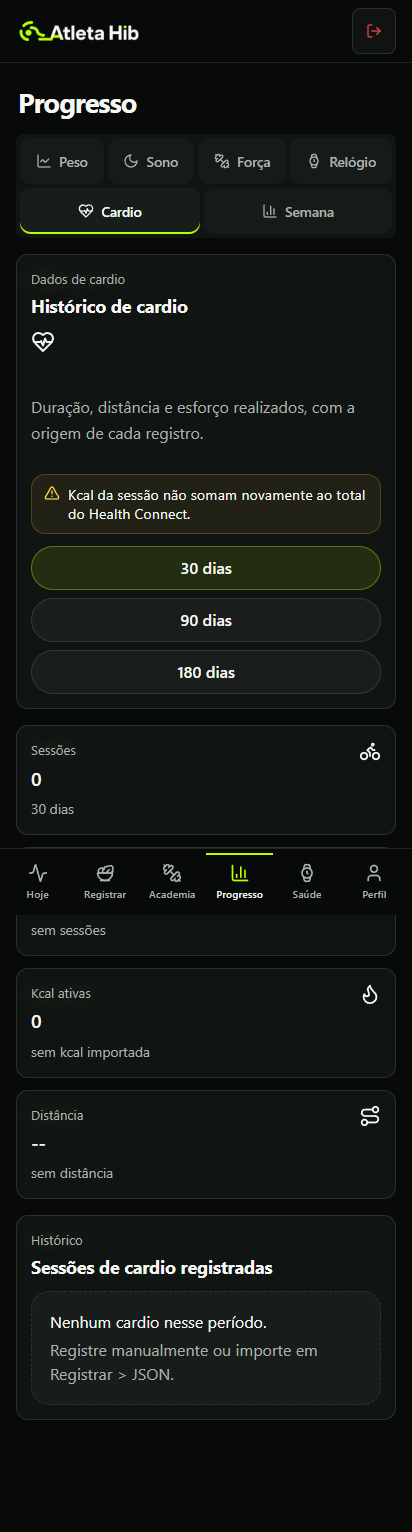 Atleta Hib
Progresso
Peso
Sono
Força
Relógio
Cardio
Semana
Dados de cardio
Histórico de cardio
Duração, distância e esforço realizados, com a
origem de cada registro.
Kcal da sessão não somam novamente ao total
do Health Connect.
30 dias
90 dias
180 dias
Sessões
0
30 dias
Hoje
Registrar
Academia
Progresso
Saúde
Perfil
sem sessões
Kcal ativas
0
sem kcal importada
Distância
--
sem distância
Histórico
Sessões de cardio registradas
Nenhum cardio nesse período.
Registre manualmente ou importe em
Registrar > JSON.